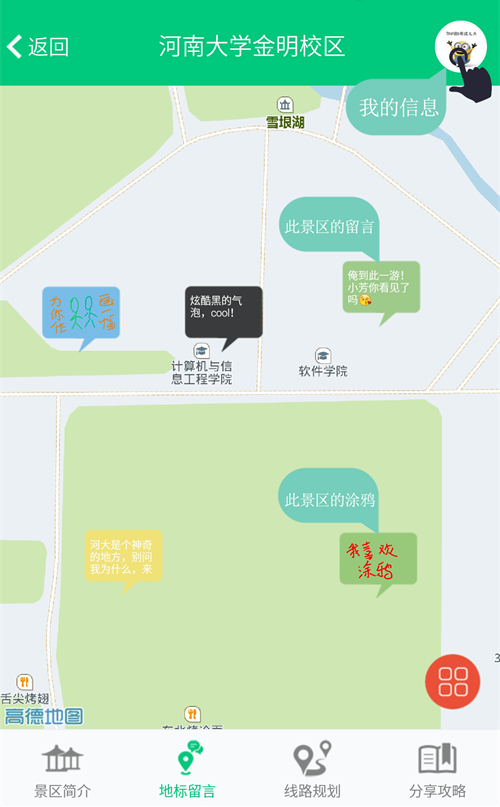 返回
河南大学金明校区
我的信息
雪垠湖
此景区的留言
俺到此一游！
小芳你看见了
吗😘
为你作画一幅
炫酷黑的气
泡，cool！
计算机与信
息工程学院
软件学院
此景区的涂鸦
我喜欢
涂鸦
河大是个神奇
的地方，别问
我为什么，来
3
舌尖烤翅
高德地图
景区简介
地标留言
线路规划
分享攻略